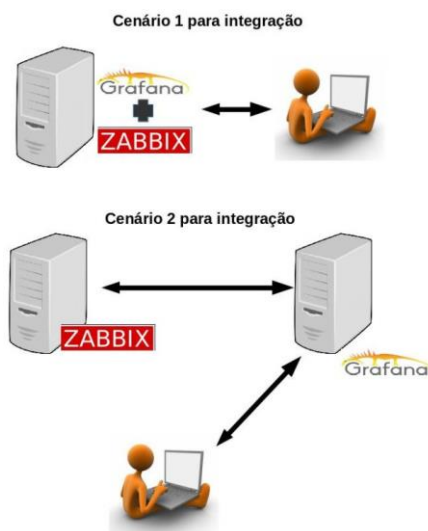 Cenário 1 para integração
Grafana
ZABBIX
Cenário 2 para integração
ZABBIX
Grafana